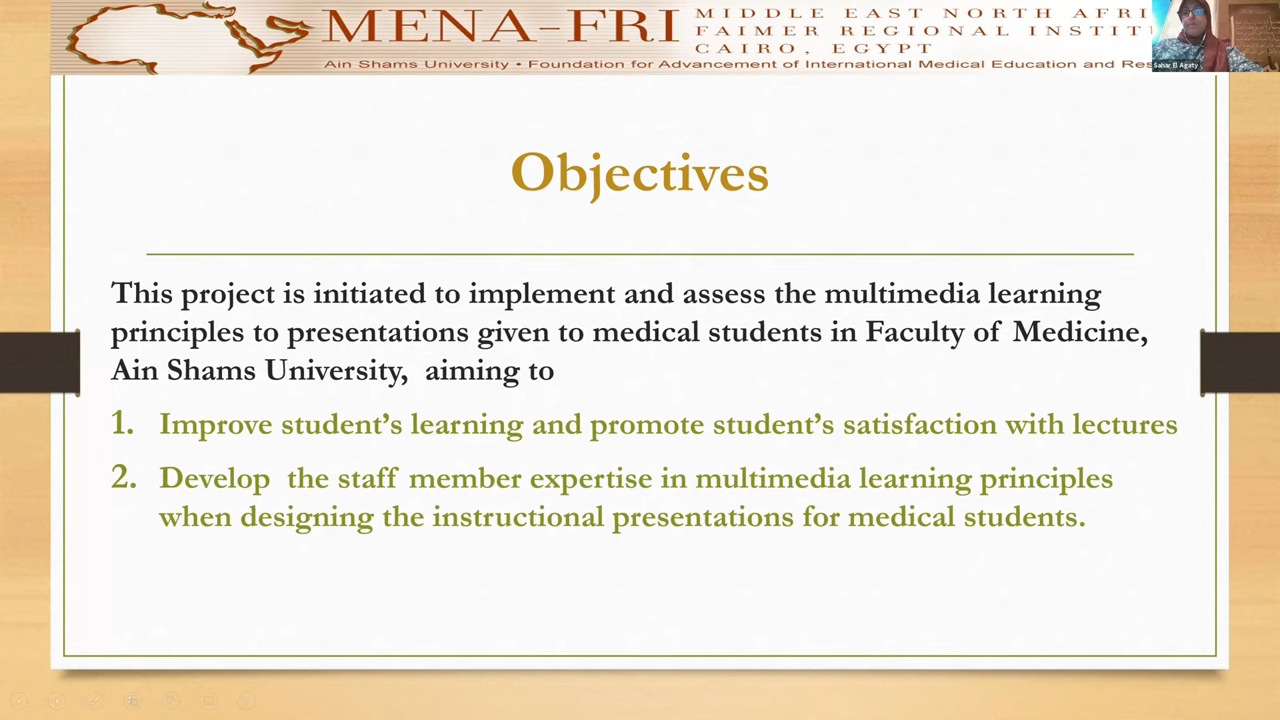 MENA-FRI
MIDDLE EAST NORTH AFRI
FAIMER REGIONAL INSTIT
CAIRO, EGYPT
Ain Shams University • Foundation for Advancement of International Medical Education and Res
Sahar El Agaty
Objectives
This project is initiated to implement and assess the multimedia learning
principles to presentations given to medical students in Faculty of Medicine,
Ain Shams University, aiming to
1. Improve student’s learning and promote student’s satisfaction with lectures
2. Develop the staff member expertise in multimedia learning principles
when designing the instructional presentations for medical students.